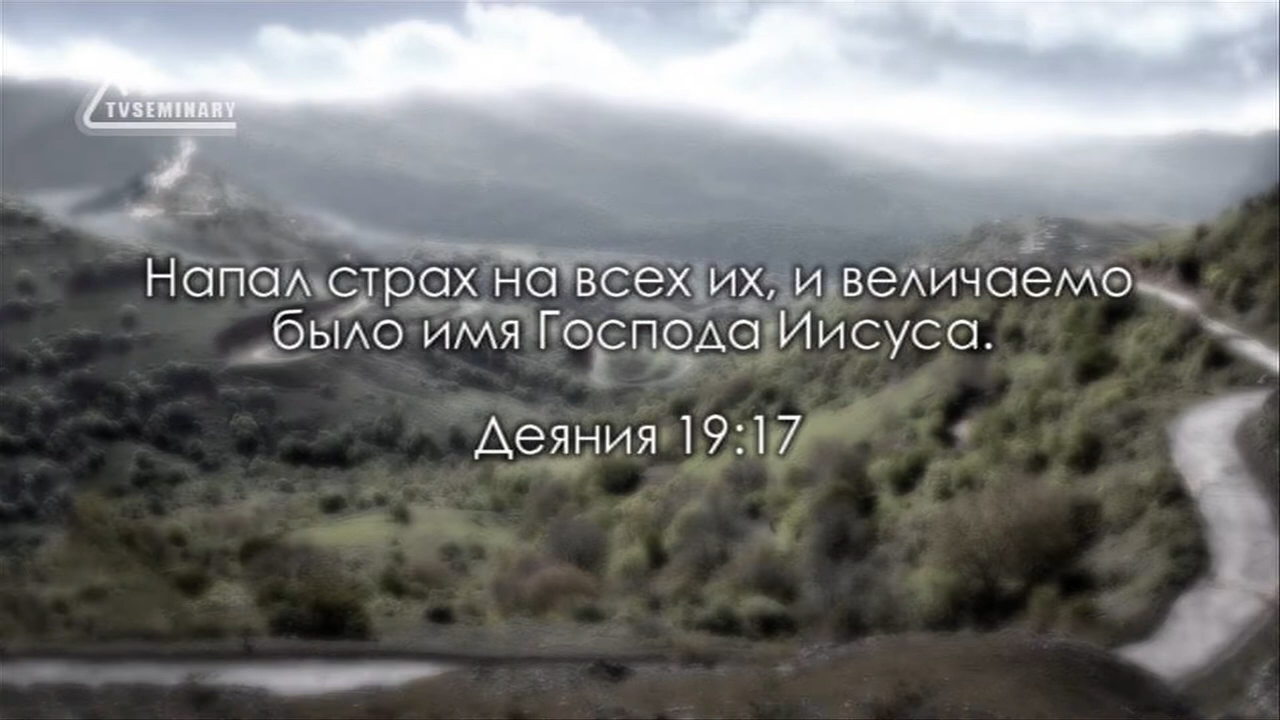 TVSEMINARY
Напал страх на всех их, и величаемо
было имя Господа Иисуса.
Деяния 19:17